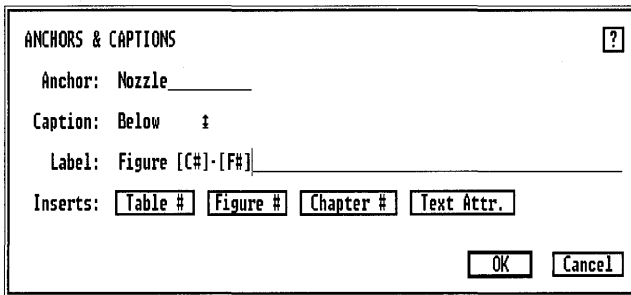 ANCHORS & CAPTIONS ?
Anchor: Nozzle
Caption: Below ↕
Label: Figure [C#]-[F#]
Inserts: Table # Figure # Chapter # Text Attr.
OK Cancel